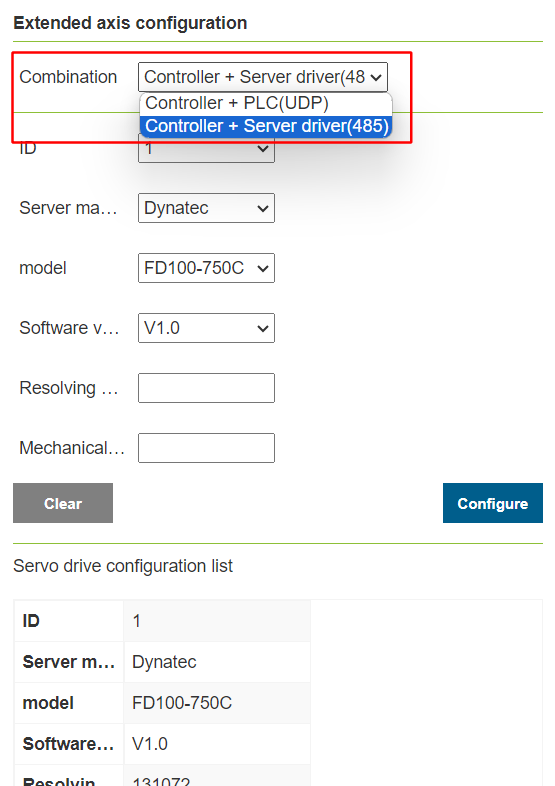 Extended axis configuration
Combination Controller + Server driver(48
Controller + PLC(UDP)
Controller + Server driver(485)
ID 1
Server ma… Dynatec
model FD100-750C
Software v… V1.0
Resolving …
Mechanical…
Clear Configure
Servo drive configuration list
ID 1
Server m… Dynatec
model FD100-750C
Software… V1.0
Resolvin 131072